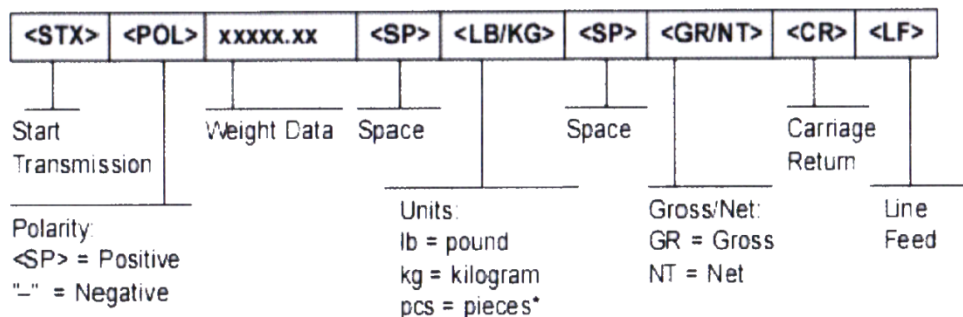 <STX> <POL> xxxxx.xx <SP> <LB/KG> <SP> <GR/NT> <CR> <LF>
Start
Transmission
Weight Data
Space
Space
Carriage
Return
Polarity:
<SP> = Positive
"–" = Negative
Units:
lb = pound
kg = kilogram
pcs = pieces*
Gross/Net:
GR = Gross
NT = Net
Line
Feed